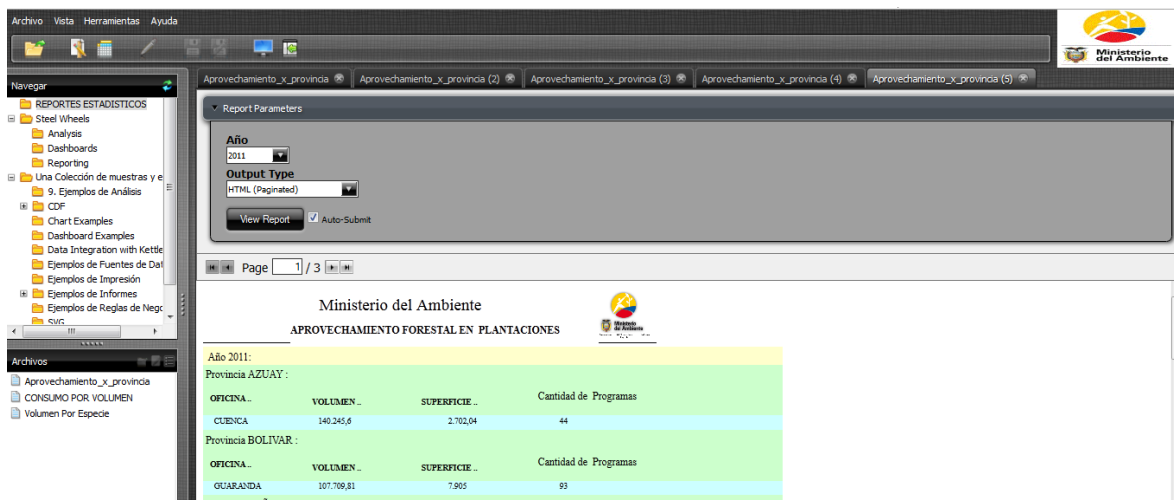 Archivo Vista Herramientas Ayuda
Ministerio
del Ambiente
Navegar
REPORTES ESTADISTICOS
Steel Wheels
Analysis
Dashboards
Reporting
Una Colección de muestras y e
9. Ejemplos de Análisis
CDF
Chart Examples
Dashboard Examples
Data Integration with Kettle
Ejemplos de Fuentes de Dat
Ejemplos de Impresión
Ejemplos de Informes
Ejemplos de Reglas de Nego
SVG
Archivos
Aprovechamiento_x_provincia
CONSUMO POR VOLUMEN
Volumen Por Especie
Aprovechamiento_x_provincia Aprovechamiento_x_provincia (2) Aprovechamiento_x_provincia (3) Aprovechamiento_x_provincia (4) Aprovechamiento_x_provincia (5)
Report Parameters
Año
2011
Output Type
HTML (Paginated)
View Report Auto-Submit
Page 1 / 3
Ministerio del Ambiente
APROVECHAMIENTO FORESTAL EN PLANTACIONES
Ministerio
del Ambiente
Año 2011:
Provincia AZUAY :
OFICINA.. VOLUMEN .. SUPERFICIE .. Cantidad de Programas
CUENCA 140.245,6 2.702,04 44
Provincia BOLIVAR :
OFICINA.. VOLUMEN .. SUPERFICIE .. Cantidad de Programas
GUARANDA 107.709,81 7.905 93